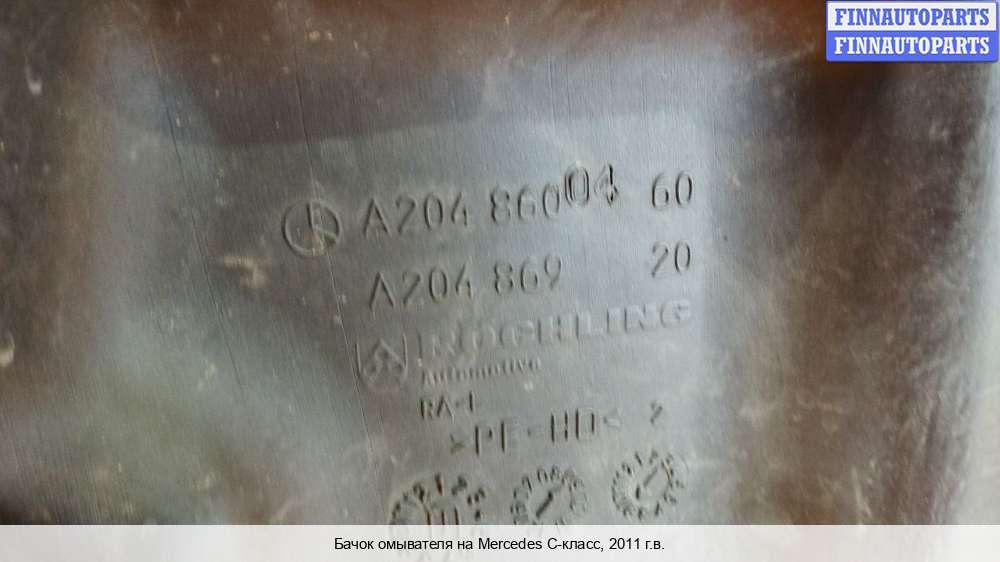 FINNAUTOPARTS
FINNAUTOPARTS
A204 860 04 60
A204 869 20
RÖCHLING
Automotive
>PE-HD<
Бачок омывателя на Mercedes C-класс, 2011 г.в.